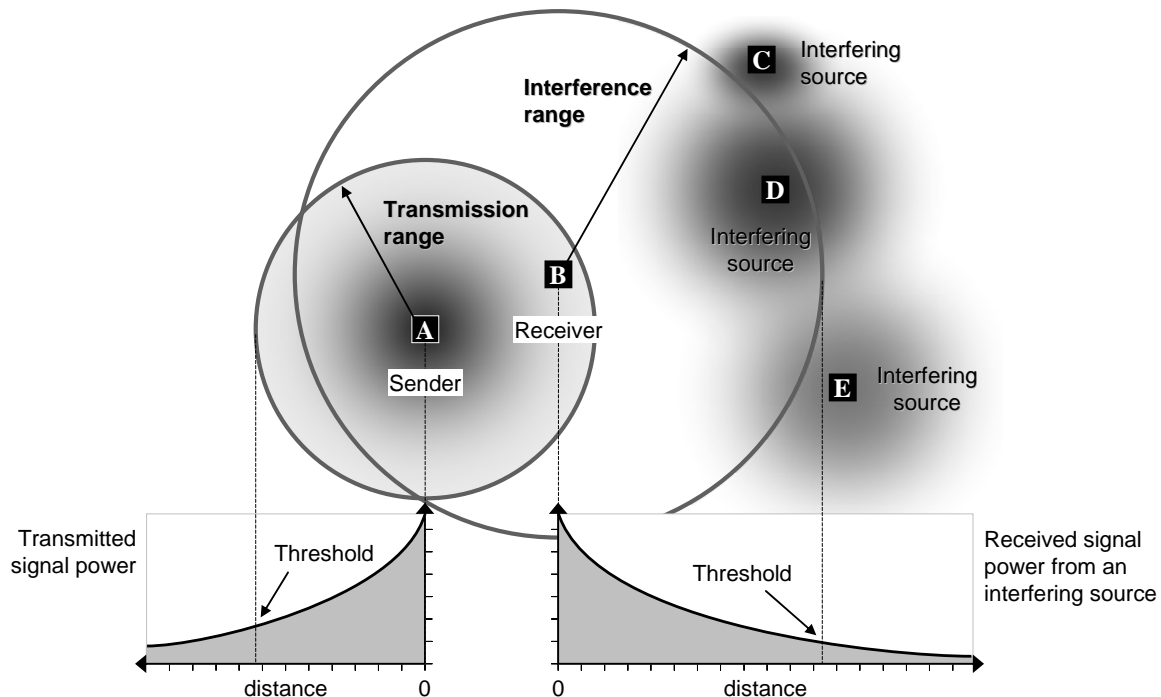 C
Interfering
source
Interference
range
D
Interfering
source
Transmission
range
B
Receiver
A
Sender
E
Interfering
source
Transmitted
signal power
Threshold
distance
0
Threshold
0
distance
Received signal
power from an
interfering source